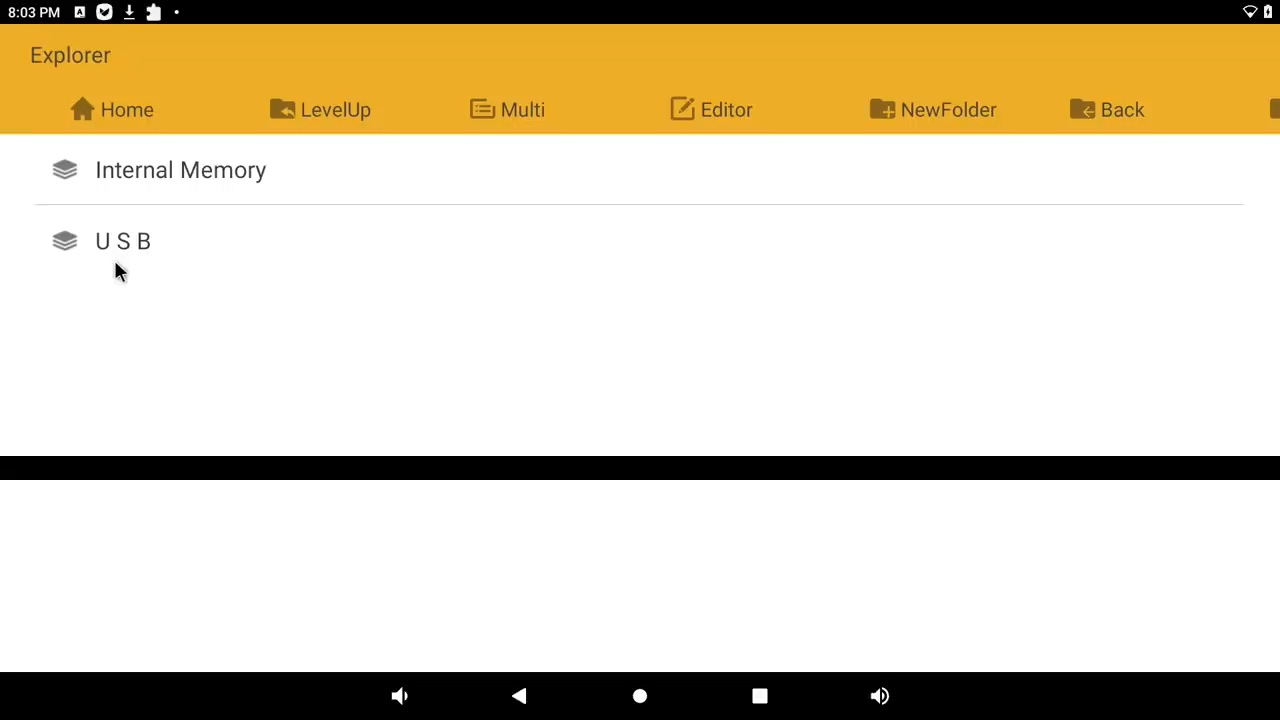 8:03 PM
Explorer
Home LevelUp Multi Editor NewFolder Back
Internal Memory
U S B